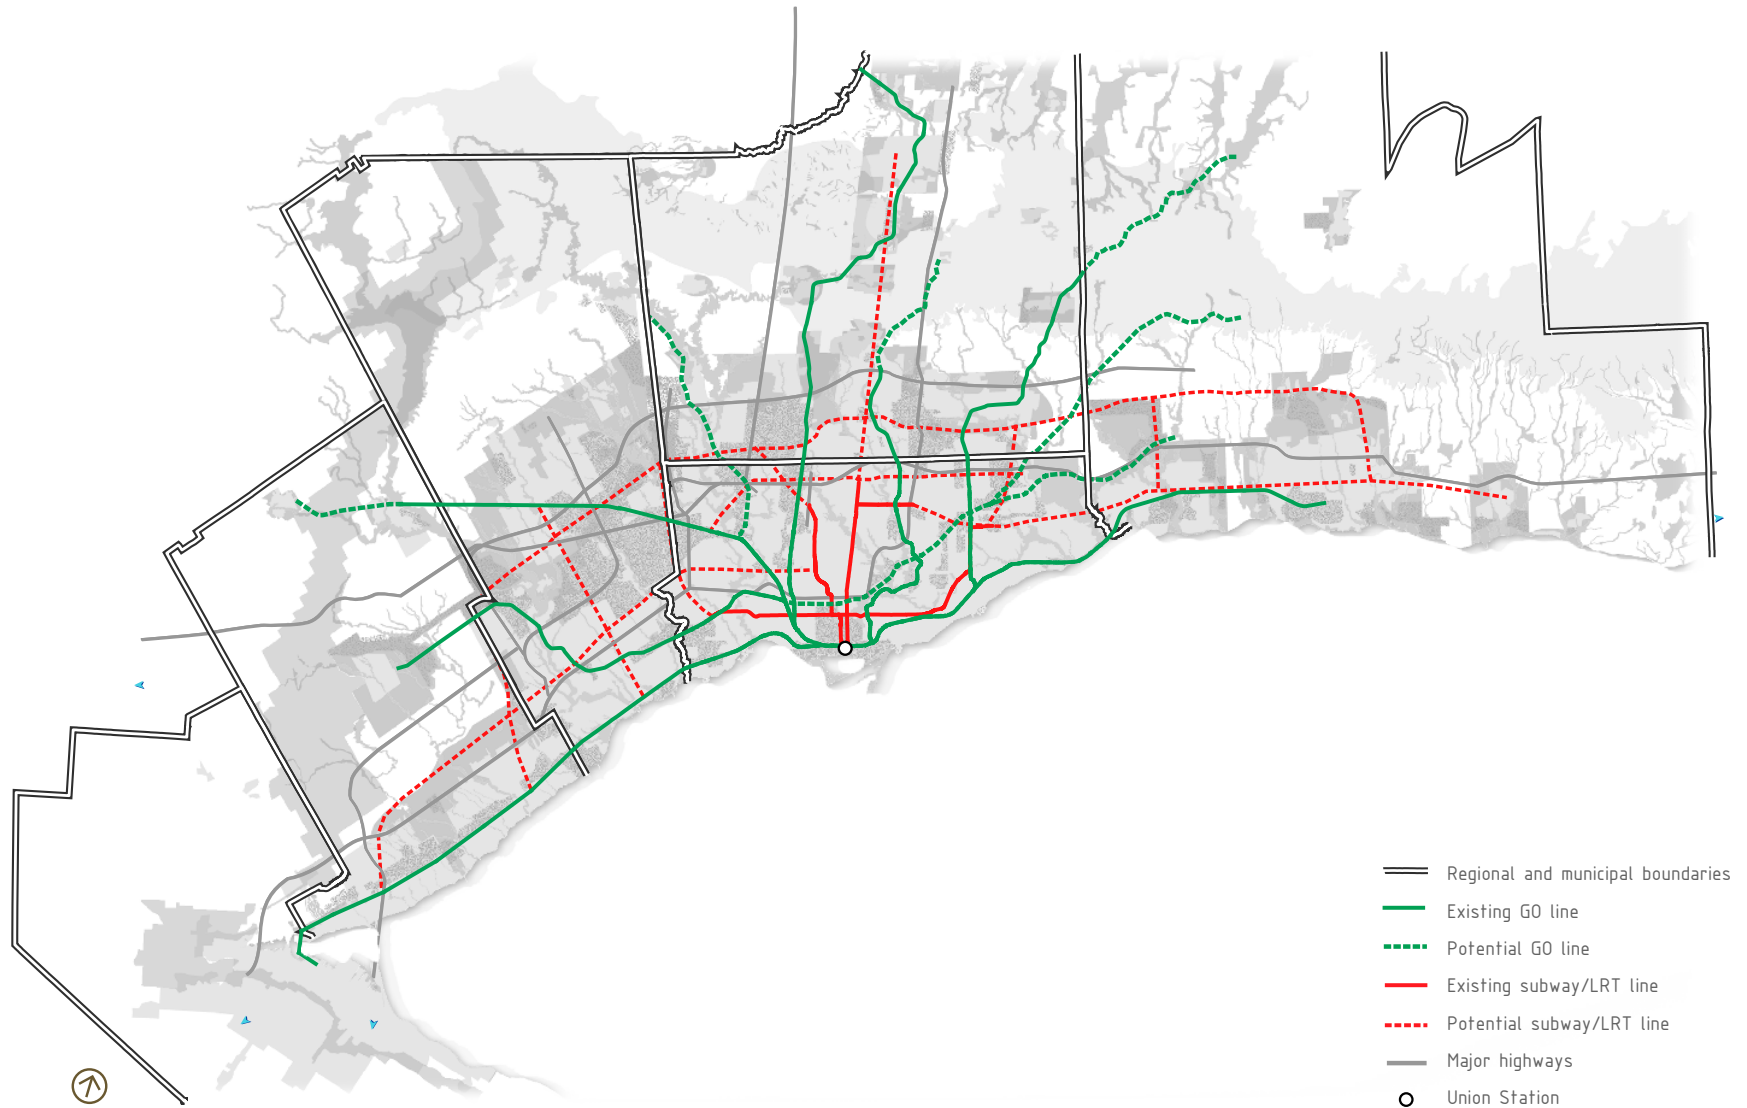 Regional and municipal boundaries
Existing GO line
Potential GO line
Existing subway/LRT line
Potential subway/LRT line
Major highways
Union Station